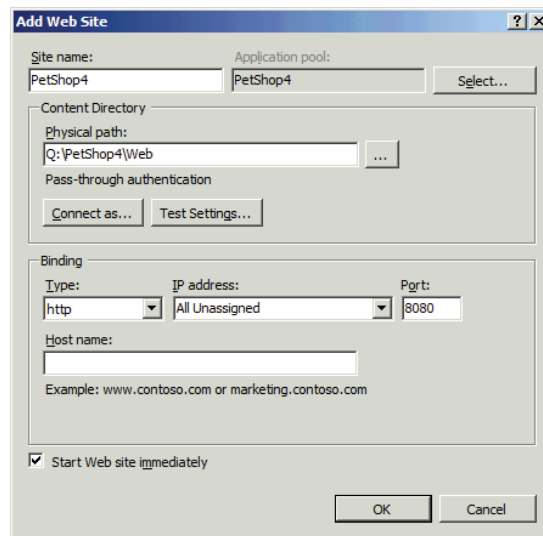 Add Web Site
Site name:
Application pool:
PetShop4
PetShop4
Select...
Content Directory
Physical path:
Q:\PetShop4\Web
...
Pass-through authentication
Connect as...
Test Settings...
Binding
Type:
IP address:
Port:
http
All Unassigned
8080
Host name:
Example: www.contoso.com or marketing.contoso.com
Start Web site immediately
OK
Cancel